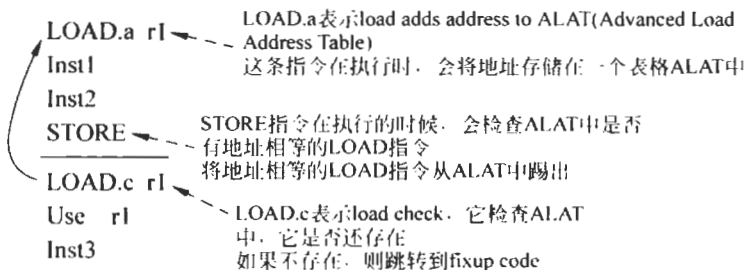 LOAD.a r1
LOAD.a表示load adds address to ALAT(Advanced Load
Address Table)
这条指令在执行时，会将地址存储在一个表格ALAT中
Inst1
Inst2
STORE
STORE指令在执行的时候，会检查ALAT中是否
有地址相等的LOAD指令
将地址相等的LOAD指令从ALAT中踢出
LOAD.c r1
Use r1
Inst3
LOAD.c表示load check，它检查ALAT
中，它是否还存在
如果不存在，则跳转到fixup code